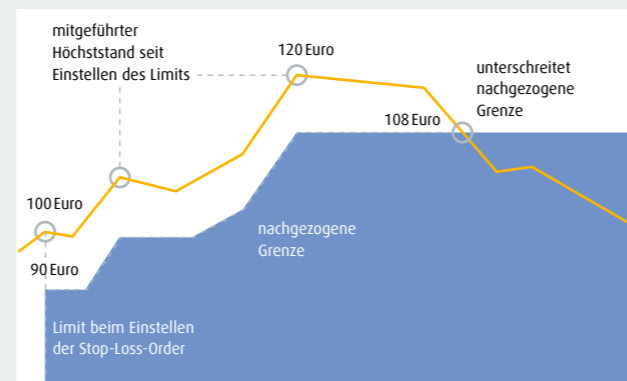 mitgeführter
Höchststand seit
Einstellen des Limits
120 Euro
unterschreitet
nachgezogene
Grenze
108 Euro
100 Euro
90 Euro
nachgezogene
Grenze
Limit beim Einstellen
der Stop-Loss-Order